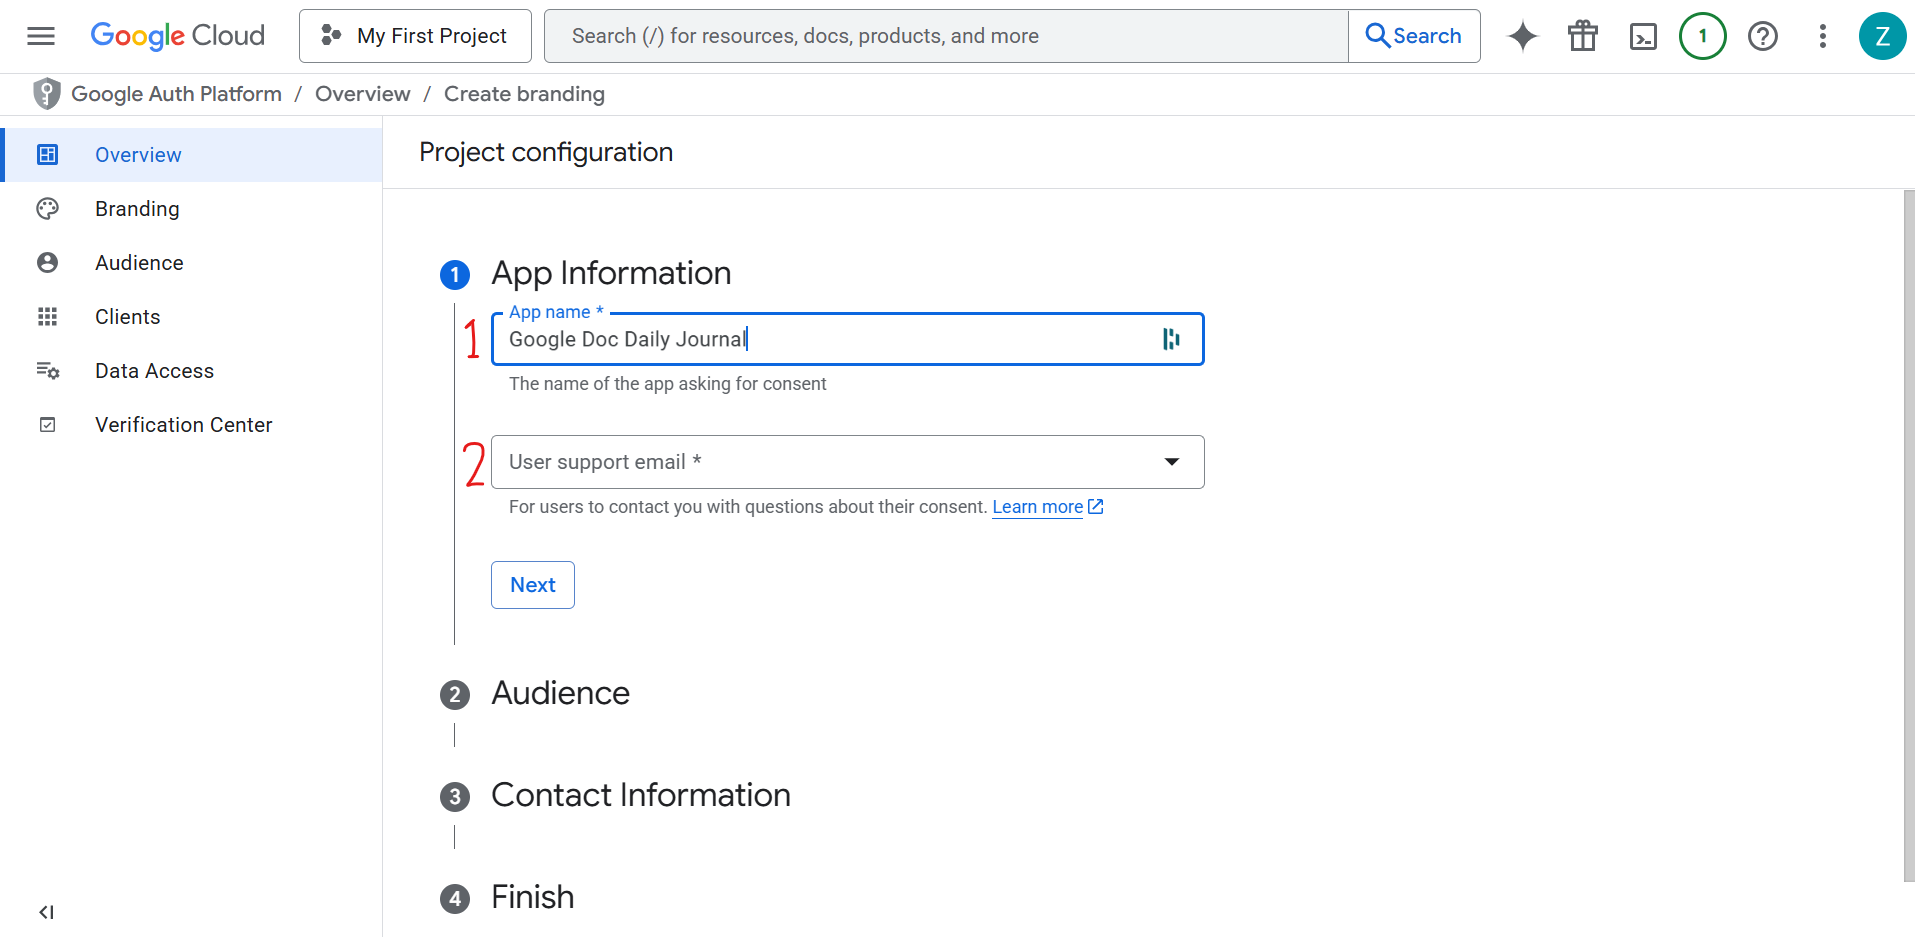 Google Cloud
My First Project
Search (/) for resources, docs, products, and more
Search
1
Z
Google Auth Platform / Overview / Create branding
Overview
Branding
Audience
Clients
Data Access
Verification Center
Project configuration
1 App Information
1
App name *
Google Doc Daily Journal
The name of the app asking for consent
2
User support email *
For users to contact you with questions about their consent. Learn more
Next
2 Audience
3 Contact Information
4 Finish